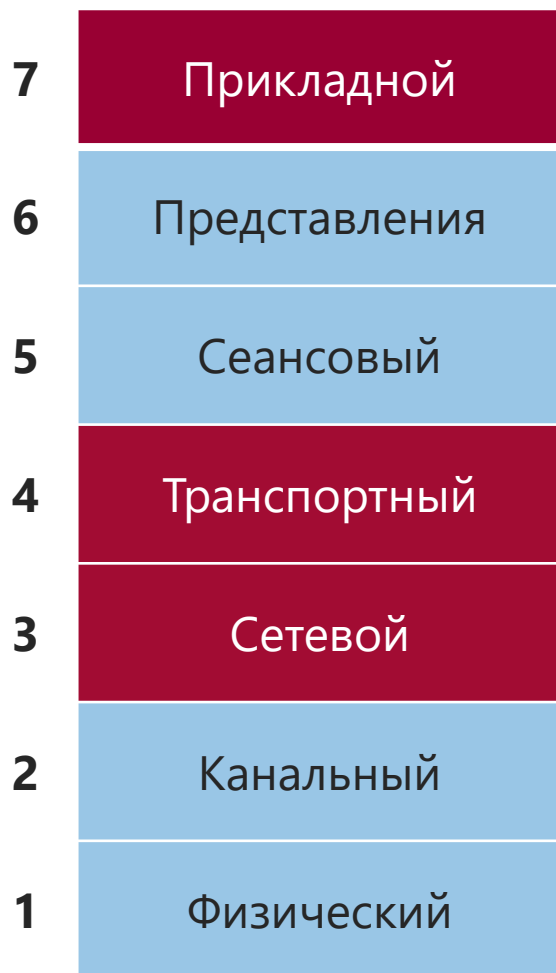 7 Прикладной
6 Представления
5 Сеансовый
4 Транспортный
3 Сетевой
2 Канальный
1 Физический